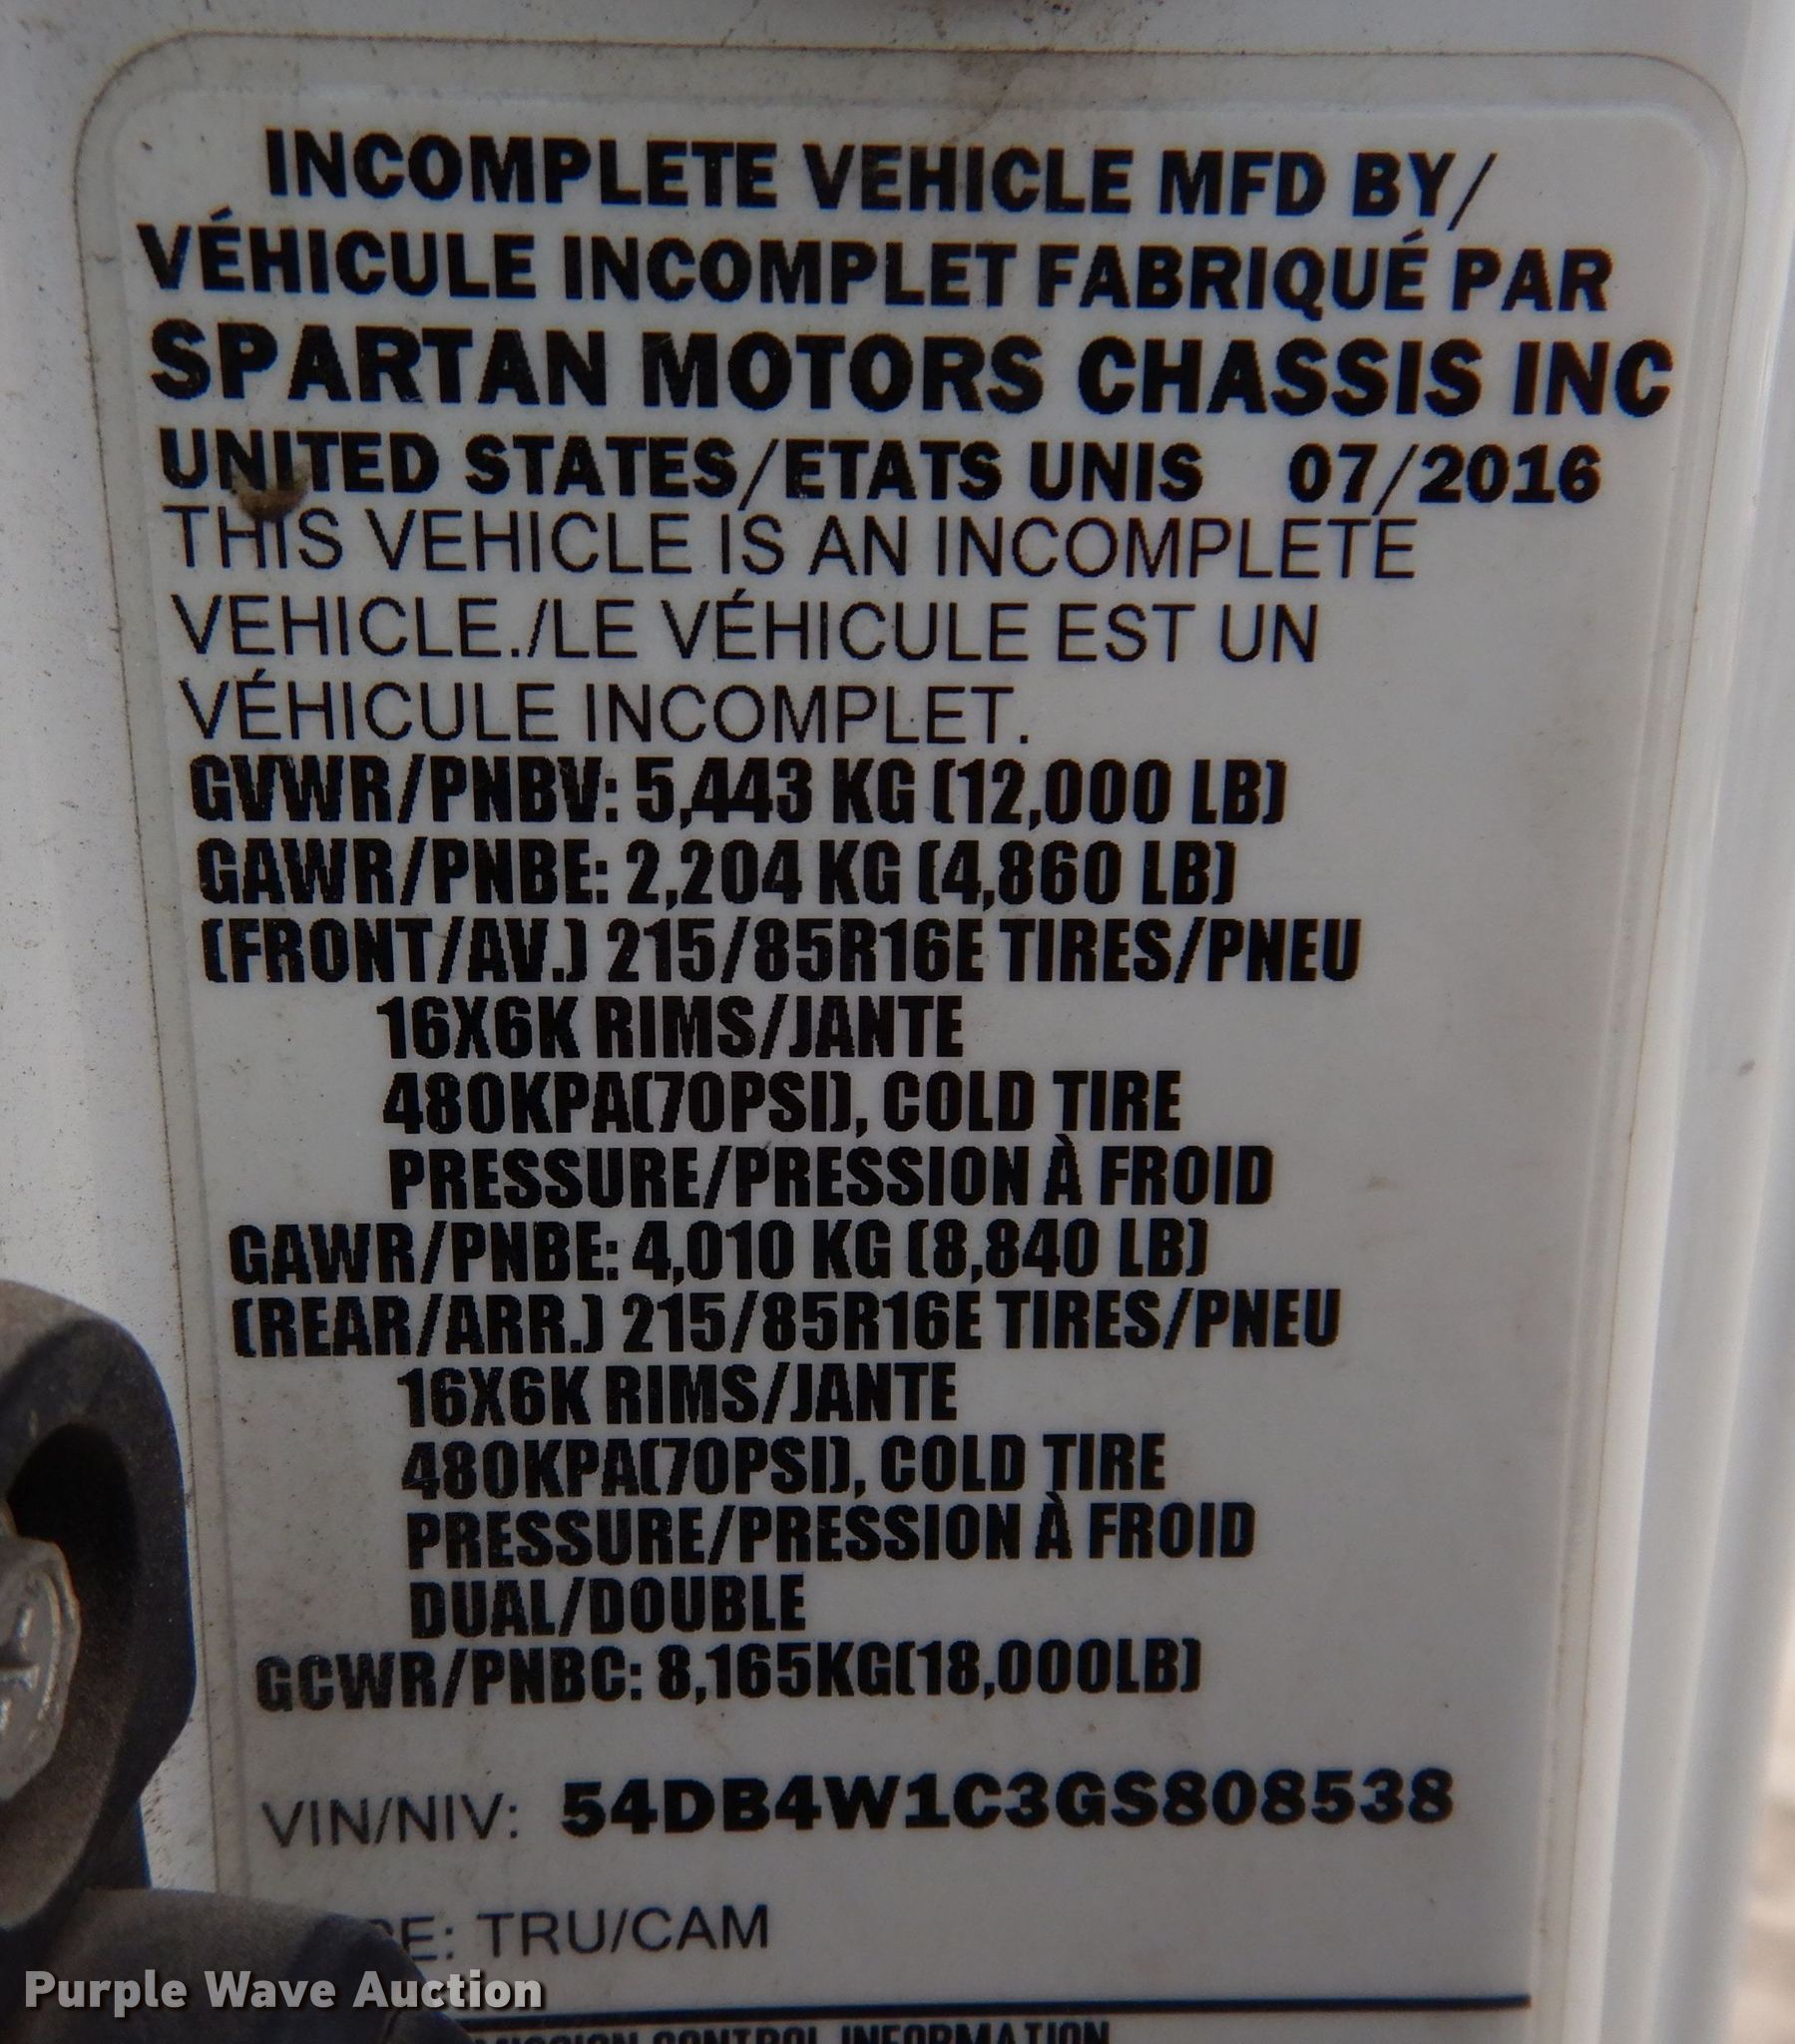 INCOMPLETE VEHICLE MFD BY/
VÉHICULE INCOMPLET FABRIQUÉ PAR
SPARTAN MOTORS CHASSIS INC
UNITED STATES/ETATS UNIS 07/2016
THIS VEHICLE IS AN INCOMPLETE
VEHICLE./LE VÉHICULE EST UN
VÉHICULE INCOMPLET.
GVWR/PNBV: 5,443 KG (12,000 LB)
GAWR/PNBE: 2,204 KG (4,860 LB)
(FRONT/AV.) 215/85R16E TIRES/PNEU
16X6K RIMS/JANTE
480KPA(70PSI), COLD TIRE
PRESSURE/PRESSION À FROID
GAWR/PNBE: 4,010 KG (8,840 LB)
(REAR/ARR.) 215/85R16E TIRES/PNEU
16X6K RIMS/JANTE
480KPA(70PSI), COLD TIRE
PRESSURE/PRESSION À FROID
DUAL/DOUBLE
GCWR/PNBC: 8,165KG(18,000LB)
VIN/NIV: 54DB4W1C3GS808538
TRU/CAM
Purple Wave Auction
CONTROL INFORMATION